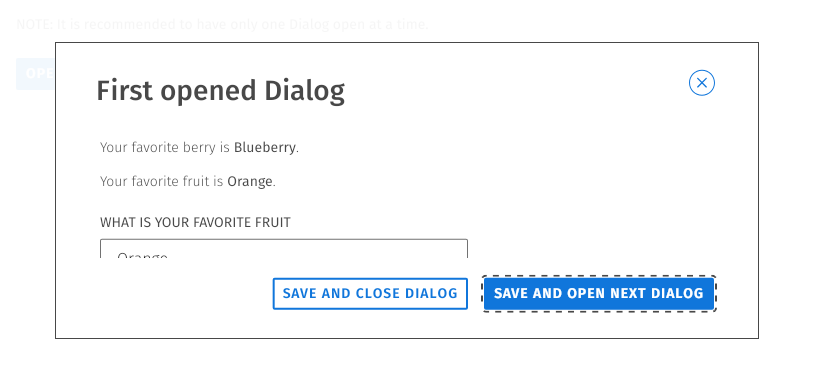 NOTE: It is recommended to have only one Dialog open at a time.
OPE
First opened Dialog
Your favorite berry is Blueberry.
Your favorite fruit is Orange.
WHAT IS YOUR FAVORITE FRUIT
Orange
SAVE AND CLOSE DIALOG
SAVE AND OPEN NEXT DIALOG